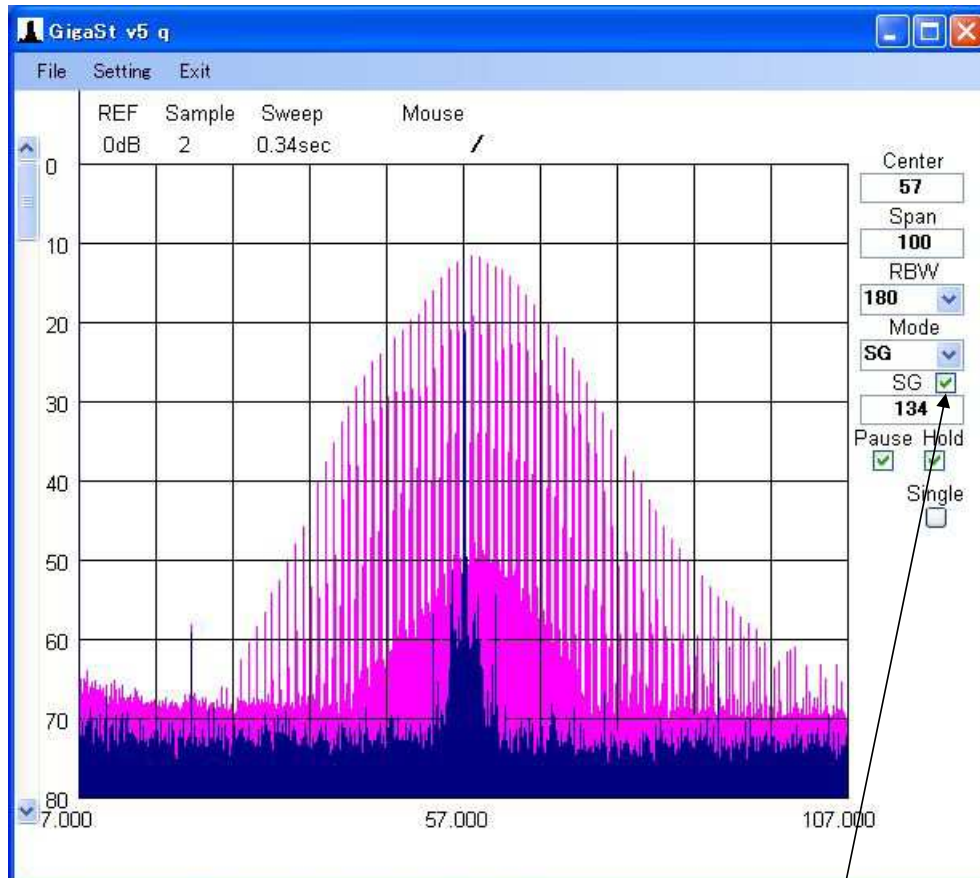 GigaSt v5 q
File Setting Exit
REF Sample Sweep Mouse
0dB 2 0.34sec /
0
10
20
30
40
50
60
70
80
7.000 57.000 107.000
Center
57
Span
100
RBW
180
Mode
SG
SG
134
Pause Hold
Single